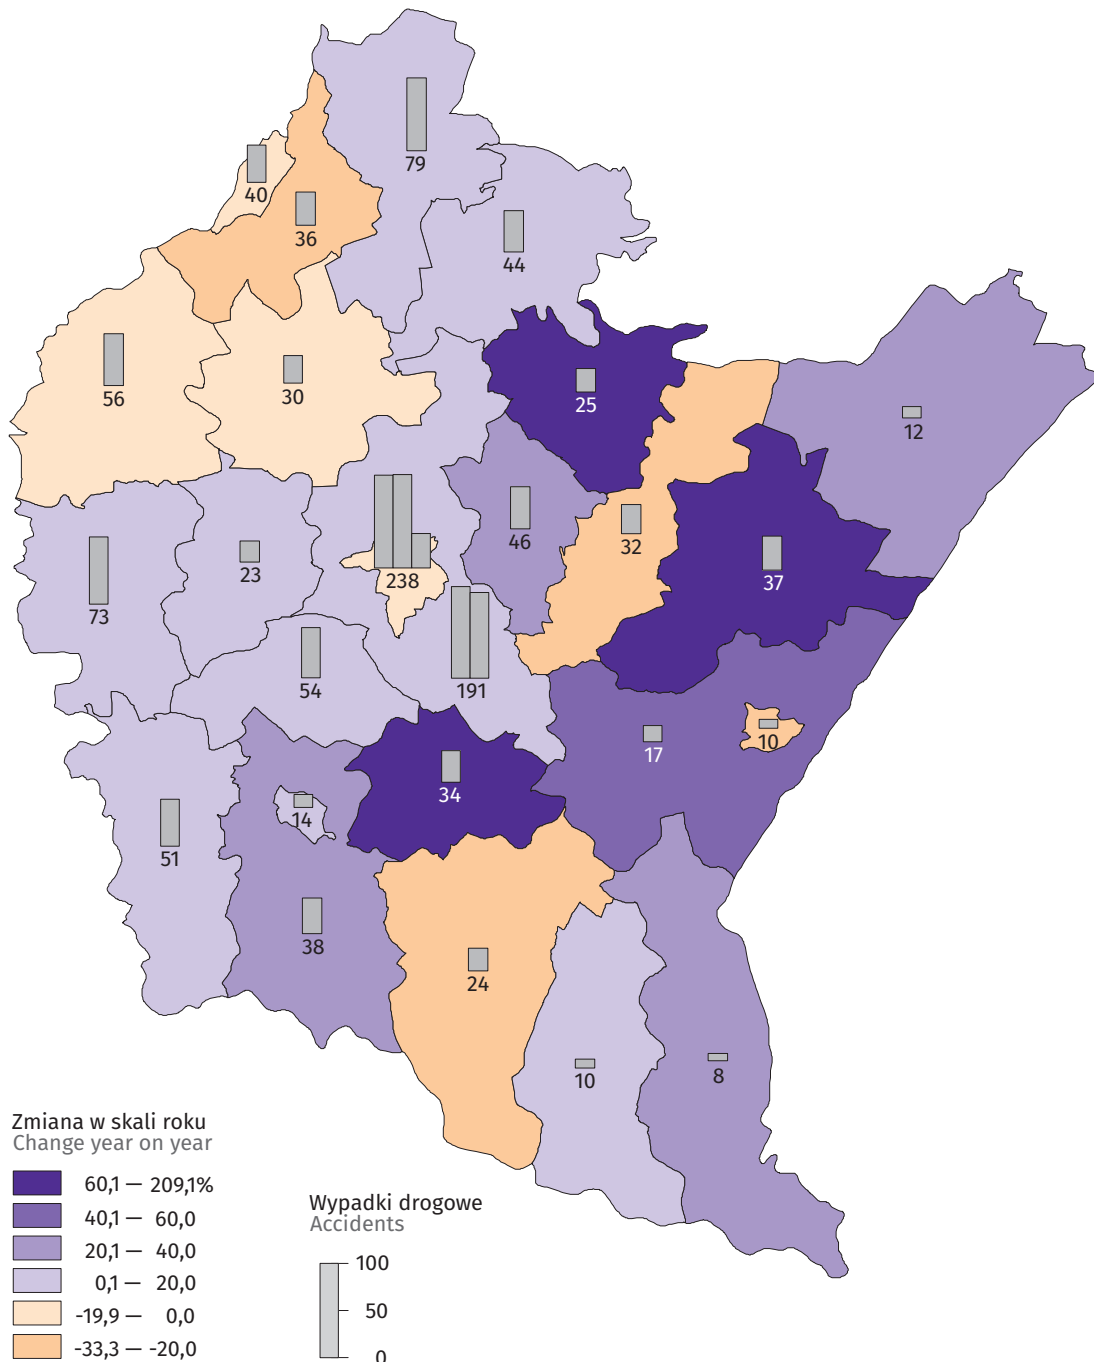 79
40
36
44
56
30
25
12
46
32
238
23
37
73
54
191
17
10
34
14
51
38
24
10
8
Zmiana w skali roku
Change year on year
60,1 — 209,1%
40,1 — 60,0
20,1 — 40,0
0,1 — 20,0
-19,9 — 0,0
-33,3 — -20,0
Wypadki drogowe
Accidents
100
50
0